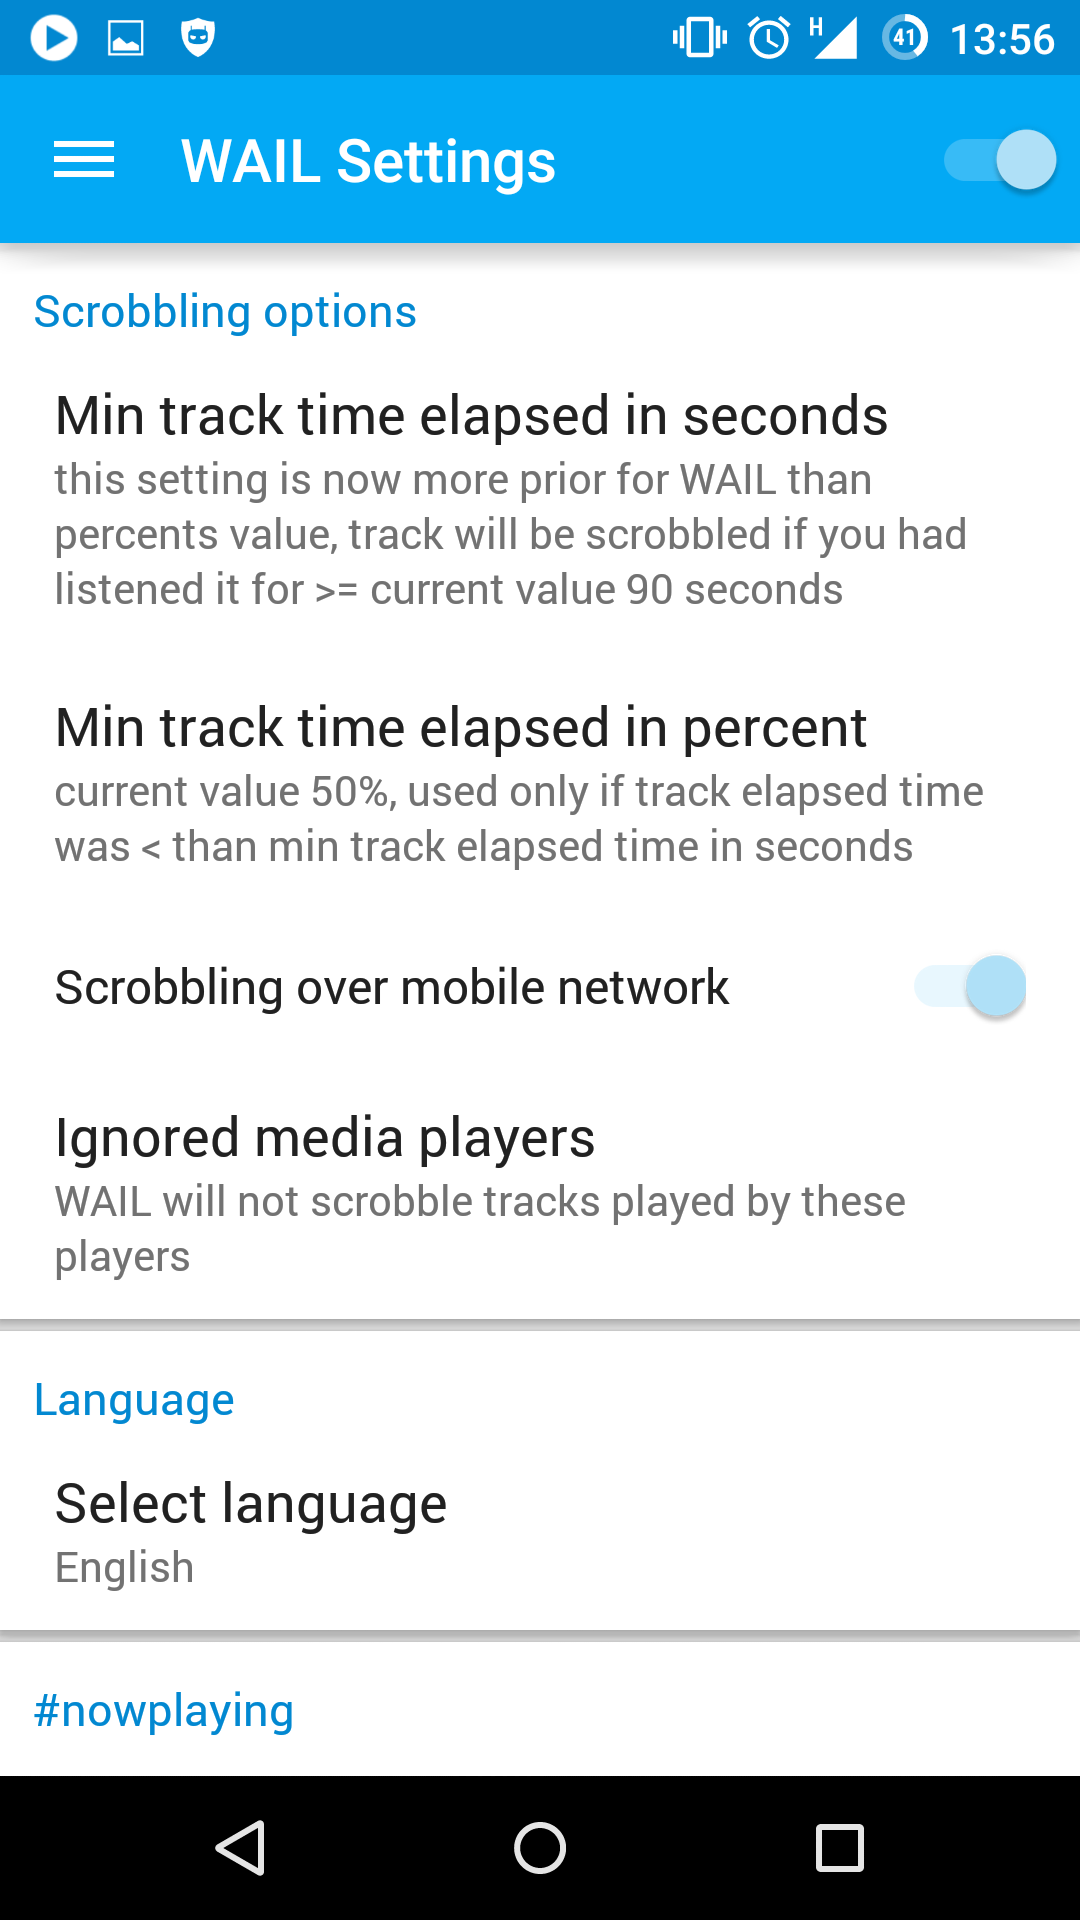 H 41 13:56
WAIL Settings
Scrobbling options
Min track time elapsed in seconds
this setting is now more prior for WAIL than
percents value, track will be scrobbled if you had
listened it for >= current value 90 seconds
Min track time elapsed in percent
current value 50%, used only if track elapsed time
was < than min track elapsed time in seconds
Scrobbling over mobile network
Ignored media players
WAIL will not scrobble tracks played by these
players
Language
Select language
English
#nowplaying